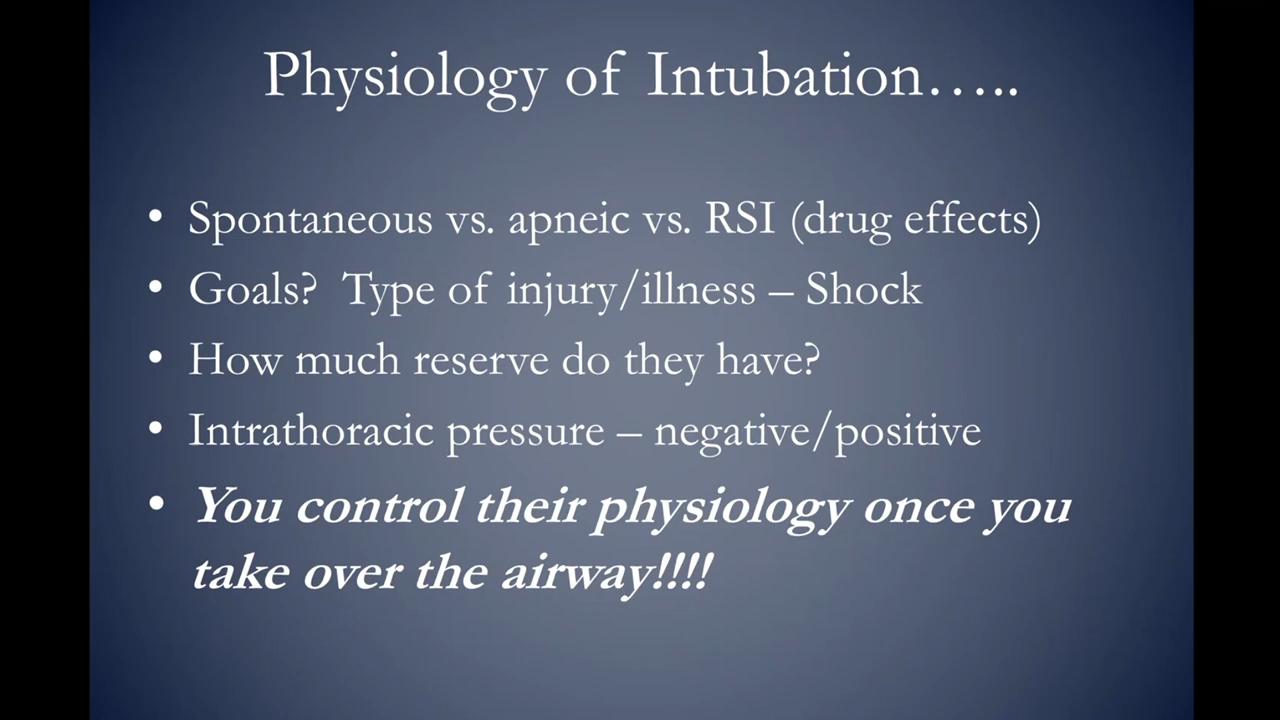 Physiology of Intubation…..
• Spontaneous vs. apneic vs. RSI (drug effects)
• Goals? Type of injury/illness – Shock
• How much reserve do they have?
• Intrathoracic pressure – negative/positive
• You control their physiology once you
take over the airway!!!!